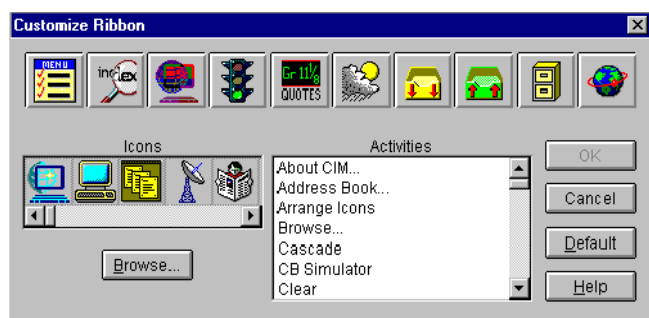 Customize Ribbon
MENU
index
Gr 11⅛
QUOTES
Icons
Activities
About CIM...
Address Book...
Arrange Icons
Browse...
Cascade
CB Simulator
Clear
Browse...
OK
Cancel
Default
Help